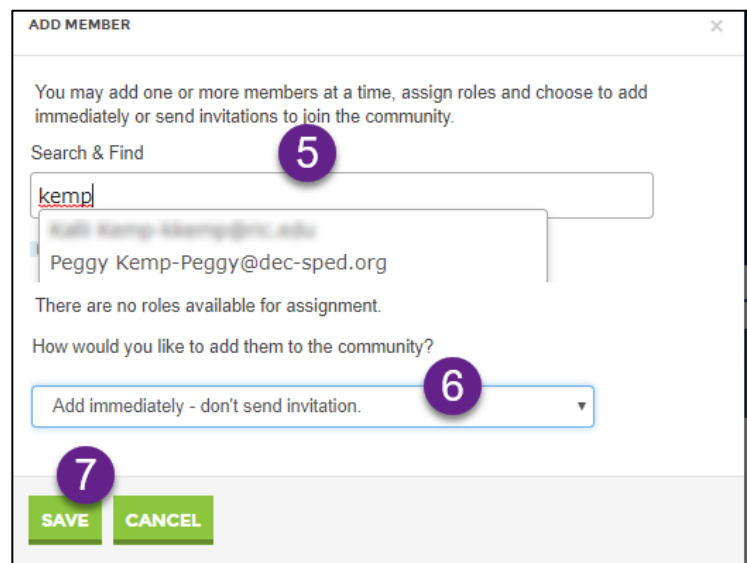 ADD MEMBER ×
You may add one or more members at a time, assign roles and choose to add
immediately or send invitations to join the community.
Search & Find
5
kemp
Peggy Kemp-Peggy@dec-sped.org
There are no roles available for assignment.
How would you like to add them to the community?
6
Add immediately - don't send invitation. ▼
7
SAVE CANCEL